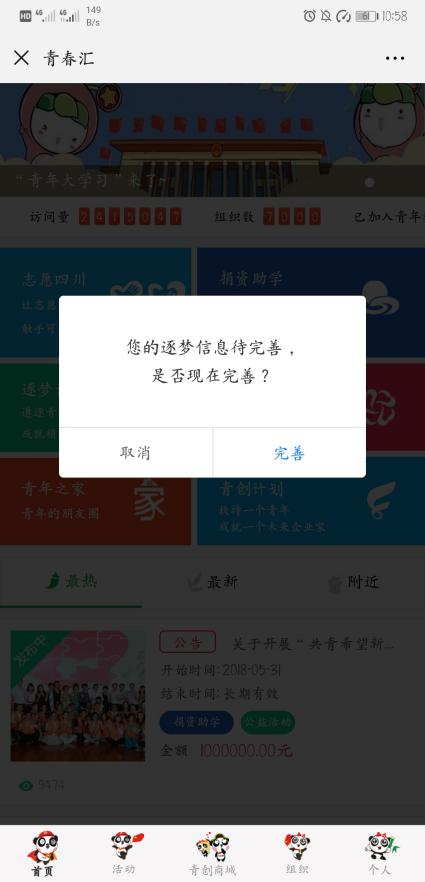 HD 4G 4G 149 B/s 61 10:58
青春汇
“青年大学习”来了~
访问量 2415047 组织数 7000 已加入青年
志愿四川
捐资助学
让志愿
触手可
您的逐梦信息待完善，
是否现在完善？
取消
完善
逐梦
追逐青
成就精
青年之家
青年的朋友圈
家
青创计划
扶持一个青年
成就一个未来企业家
最热
最新
附近
发布中
公告 关于开展“共青希望新...
开始时间:2018-05-31
结束时间:长期有效
捐资助学 公益活动
金额 1000000.00元
9474
首页
活动
青创商城
组织
个人